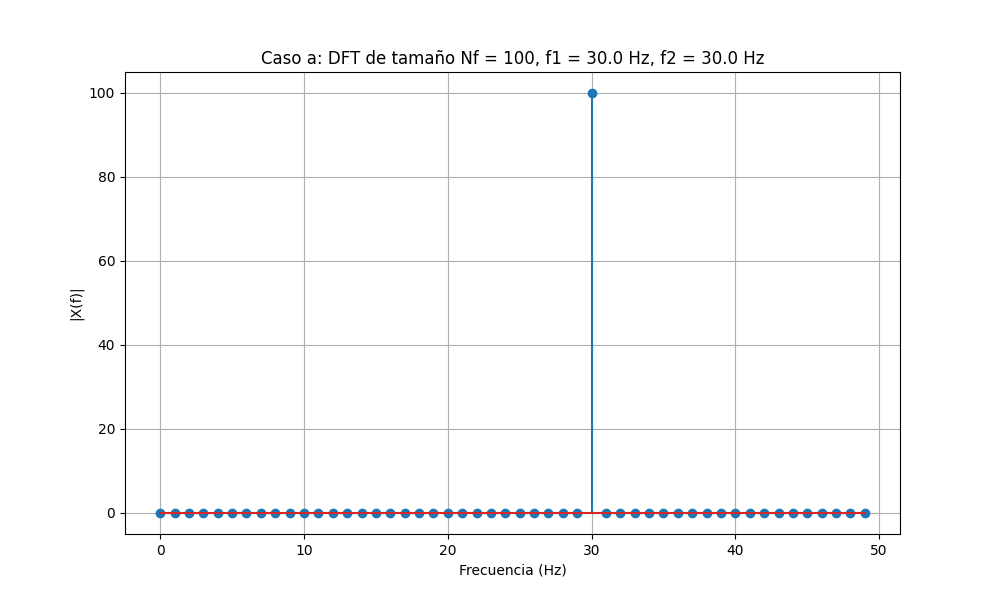 Caso a: DFT de tamaño Nf = 100, f1 = 30.0 Hz, f2 = 30.0 Hz
100
80
60
40
20
0
|X(f)|
0 10 20 30 40 50
Frecuencia (Hz)